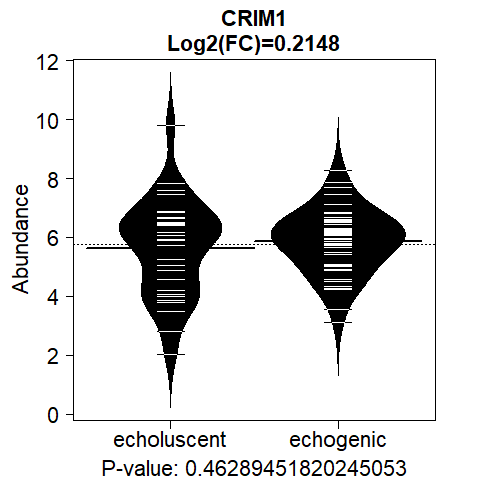 CRIM1
Log2(FC)=0.2148
Abundance
12
10
8
6
4
2
0
echoluscent echogenic
P-value: 0.46289451820245053